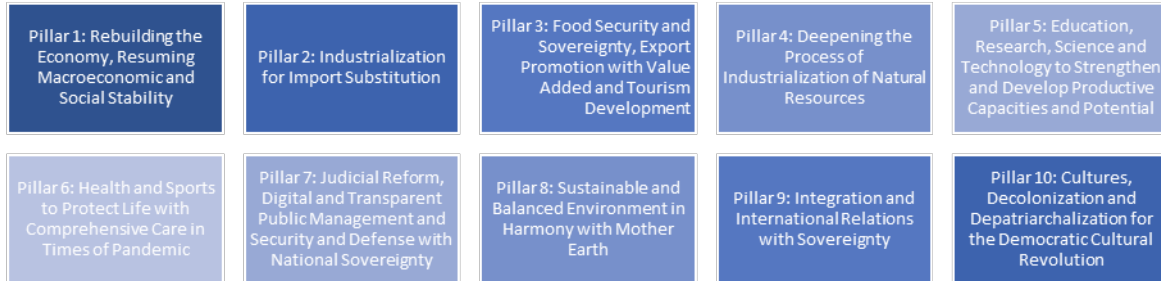 Pillar 1: Rebuilding the
Economy, Resuming
Macroeconomic and
Social Stability
Pillar 2: Industrialization
for Import Substitution
Pillar 3: Food Security and
Sovereignty, Export
Promotion with Value
Added and Tourism
Development
Pillar 4: Deepening the
Process of
Industrialization of Natural
Resources
Pillar 5: Education,
Research, Science and
Technology to Strengthen
and Develop Productive
Capacities and Potential
Pillar 6: Health and Sports
to Protect Life with
Comprehensive Care in
Times of Pandemic
Pillar 7: Judicial Reform,
Digital and Transparent
Public Management and
Security and Defense with
National Sovereignty
Pillar 8: Sustainable and
Balanced Environment in
Harmony with Mother
Earth
Pillar 9: Integration and
International Relations
with Sovereignty
Pillar 10: Cultures,
Decolonization and
Depatriarchalization for
the Democratic Cultural
Revolution